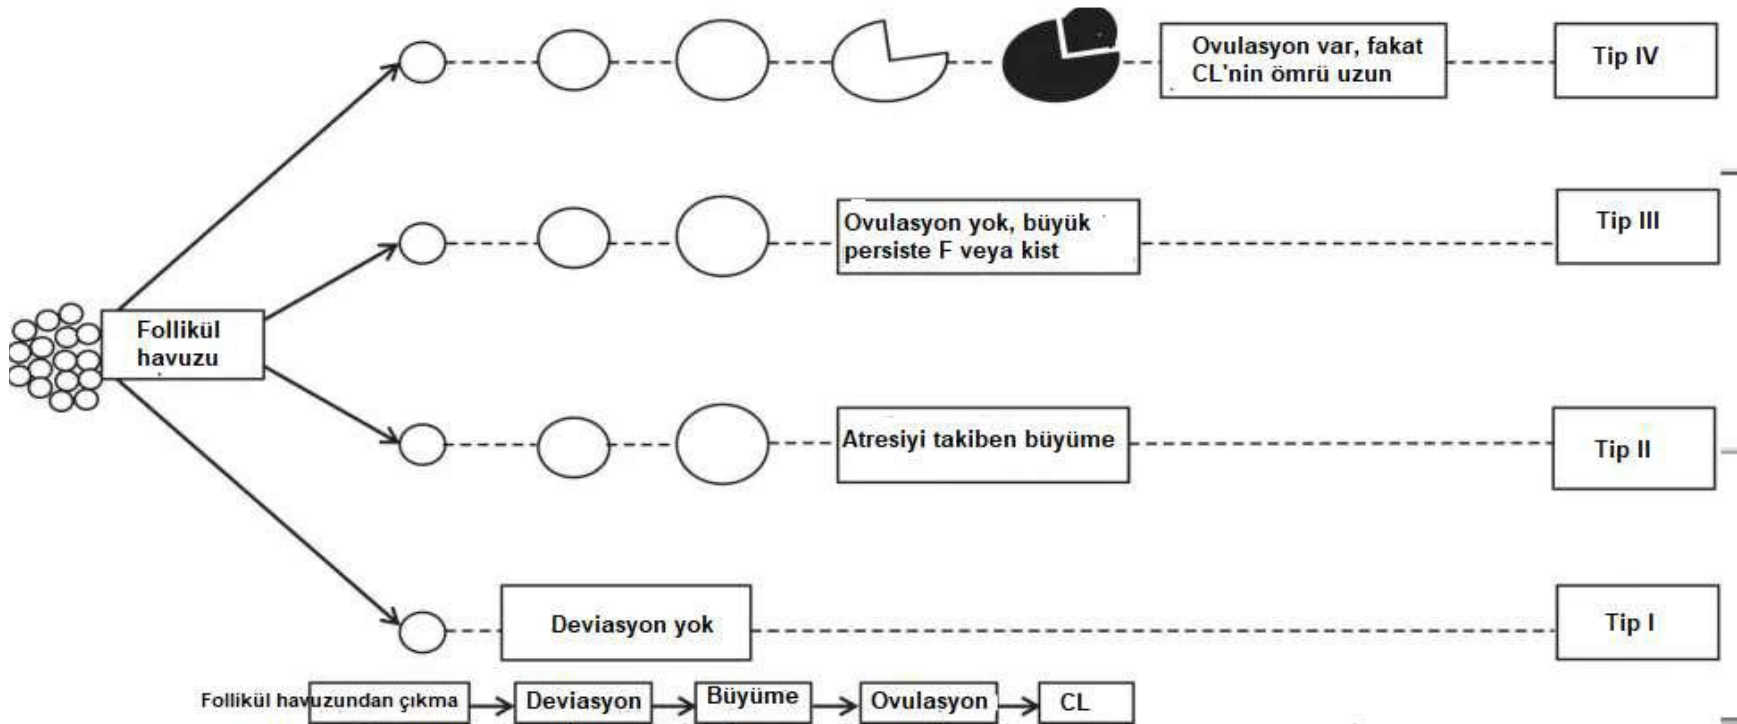 Ovulasyon var, fakat
CL'nin ömrü uzun
Tip IV
Ovulasyon yok, büyük
persiste F veya kist
Tip III
Follikül
havuzu
Atresiyi takiben büyüme
Tip II
Deviasyon yok
Tip I
Follikül havuzundan çıkma
Deviasyon
Büyüme
Ovulasyon
CL